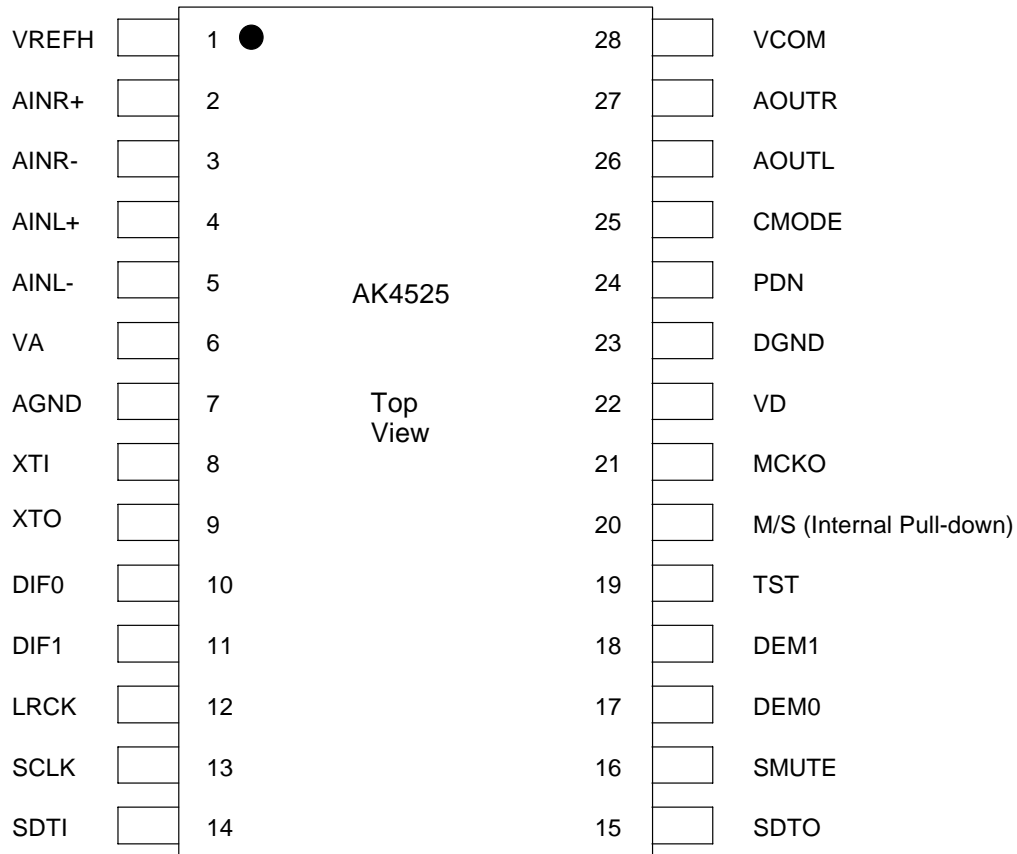 VREFH 1 28 VCOM
AINR+ 2 27 AOUTR
AINR- 3 26 AOUTL
AINL+ 4 25 CMODE
AINL- 5 AK4525 24 PDN
VA 6 23 DGND
AGND 7 Top 22 VD
View
XTI 8 21 MCKO
XTO 9 20 M/S (Internal Pull-down)
DIF0 10 19 TST
DIF1 11 18 DEM1
LRCK 12 17 DEM0
SCLK 13 16 SMUTE
SDTI 14 15 SDTO